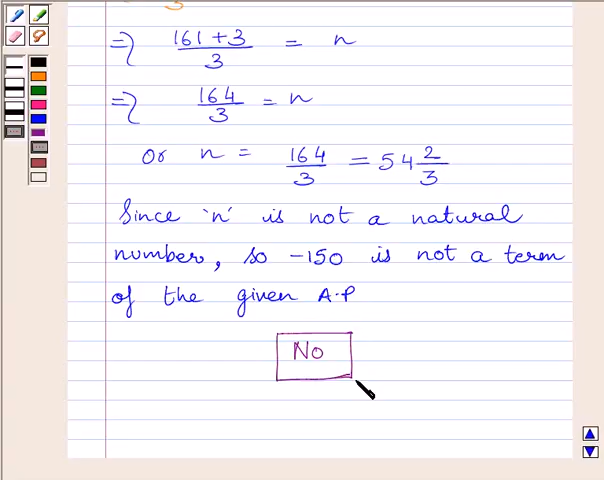 3
=> 161 + 3 / 3 = n
=> 164 / 3 = n
or n = 164 / 3 = 54 2/3
Since 'n' is not a natural
number, so -150 is not a term
of the given A.P
No